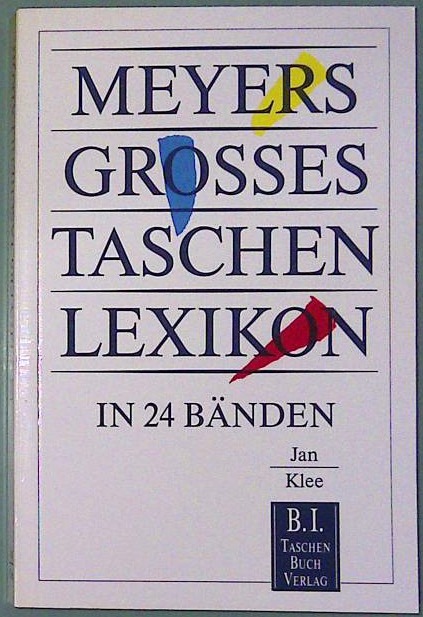 MEYERS
GROSSES
TASCHEN
LEXIKON
IN 24 BÄNDEN
Jan
Klee
B.I.
TASCHEN
BUCH
VERLAG